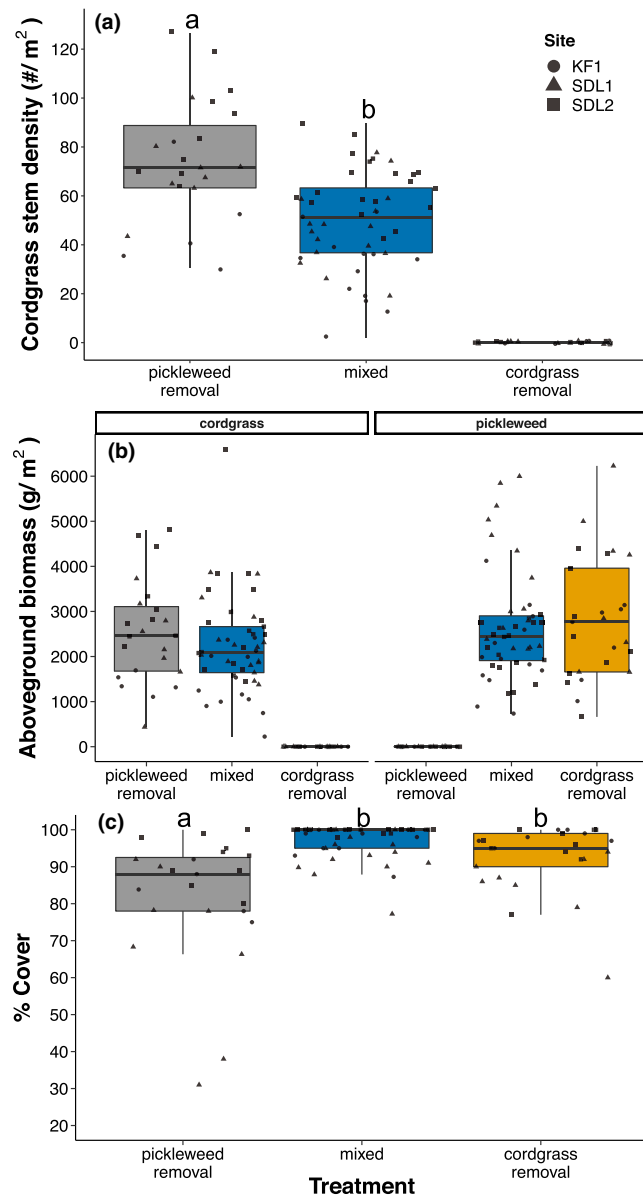 (a)
a
b
Site
KF1
SDL1
SDL2
Cordgrass stem density (#/ m²)
120
100
80
60
40
20
0
pickleweed
removal
mixed
cordgrass
removal
cordgrass
pickleweed
(b)
Aboveground biomass (g/ m²)
6000
5000
4000
3000
2000
1000
0
pickleweed
removal
mixed
cordgrass
removal
pickleweed
removal
mixed
cordgrass
removal
(c)
a
b
b
% Cover
100
90
80
70
60
50
40
30
20
pickleweed
removal
mixed
cordgrass
removal
Treatment